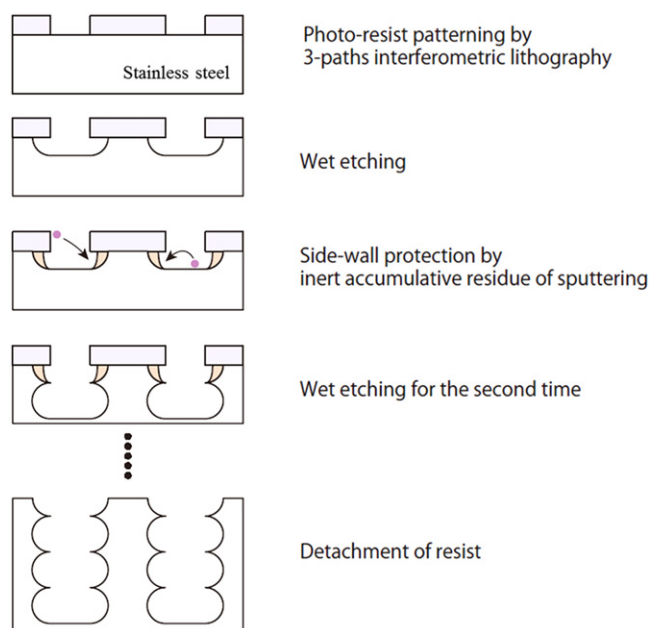 Photo-resist patterning by
3-paths interferometric lithography
Stainless steel
Wet etching
Side-wall protection by
inert accumulative residue of sputtering
Wet etching for the second time
Detachment of resist